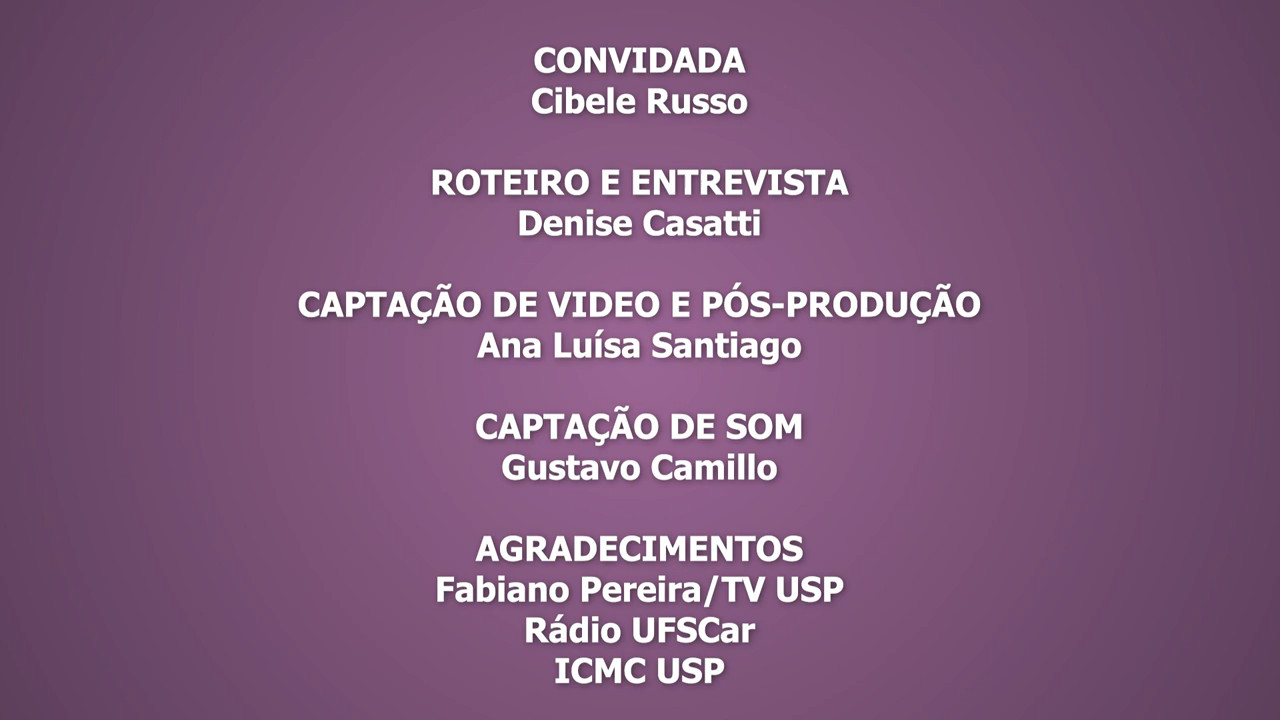 CONVIDADA
Cibele Russo
ROTEIRO E ENTREVISTA
Denise Casatti
CAPTAÇÃO DE VIDEO E PÓS-PRODUÇÃO
Ana Luísa Santiago
CAPTAÇÃO DE SOM
Gustavo Camillo
AGRADECIMENTOS
Fabiano Pereira/TV USP
Rádio UFSCar
ICMC USP